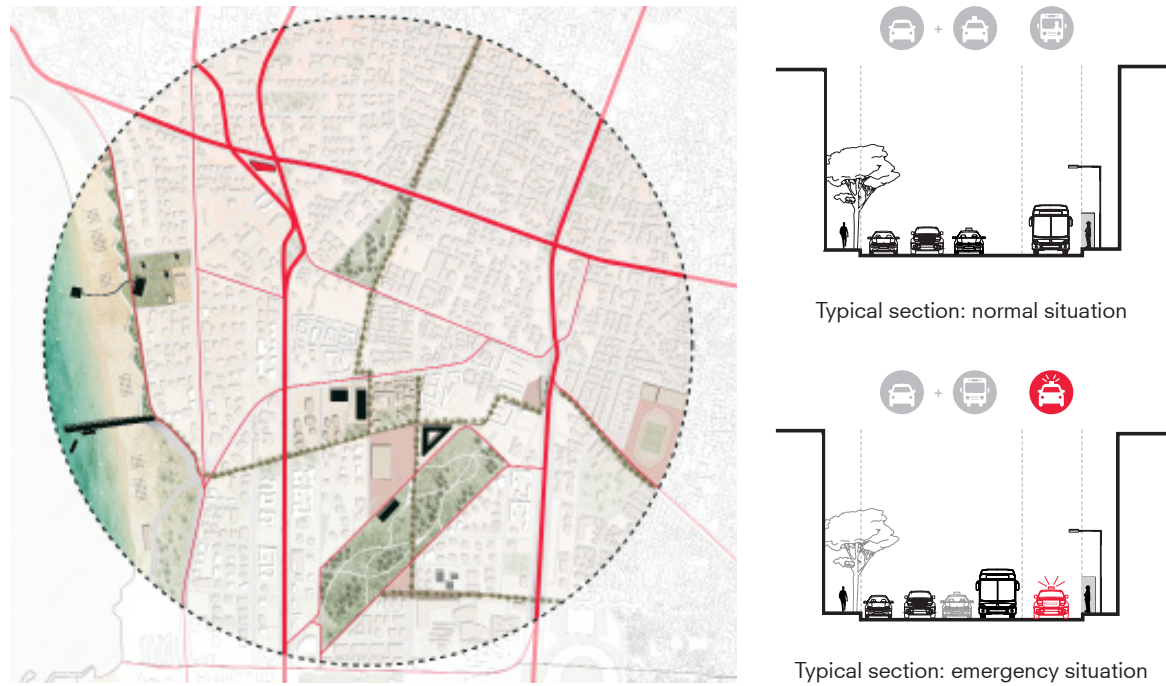 +
Typical section: normal situation
+
Typical section: emergency situation